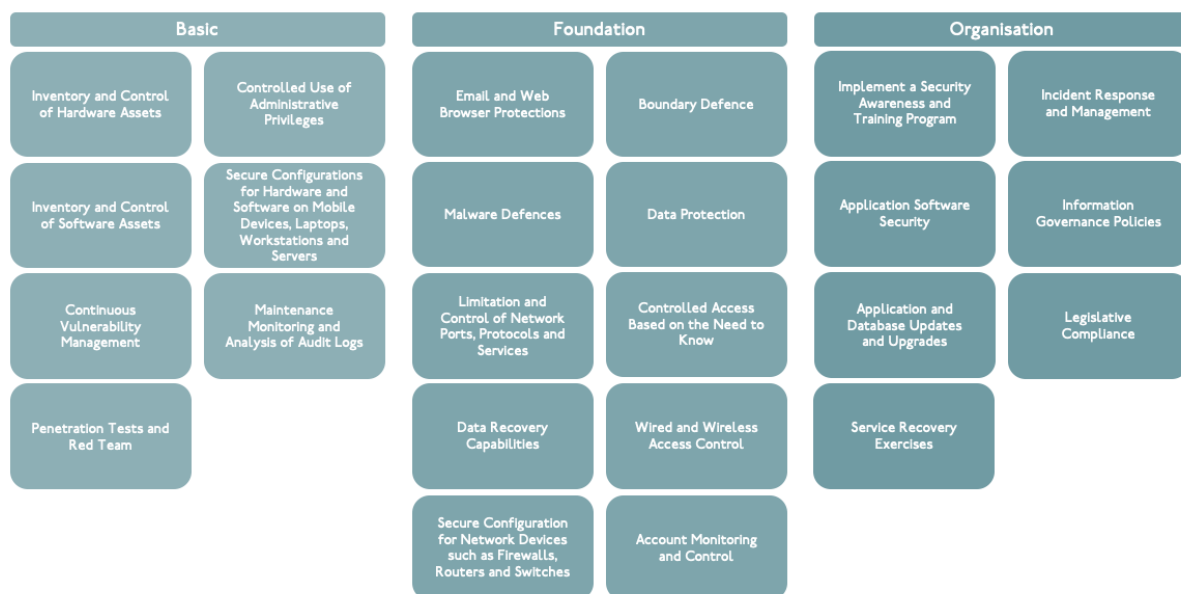 Basic
Inventory and Control
of Hardware Assets
Controlled Use of
Administrative
Privileges
Inventory and Control
of Software Assets
Secure Configurations
for Hardware and
Software on Mobile
Devices, Laptops,
Workstations and
Servers
Continuous
Vulnerability
Management
Maintenance
Monitoring and
Analysis of Audit Logs
Penetration Tests and
Red Team
Foundation
Email and Web
Browser Protections
Boundary Defence
Malware Defences
Data Protection
Limitation and
Control of Network
Ports, Protocols and
Services
Controlled Access
Based on the Need to
Know
Data Recovery
Capabilities
Wired and Wireless
Access Control
Secure Configuration
for Network Devices
such as Firewalls,
Routers and Switches
Account Monitoring
and Control
Organisation
Implement a Security
Awareness and
Training Program
Incident Response
and Management
Application Software
Security
Information
Governance Policies
Application and
Database Updates
and Upgrades
Legislative
Compliance
Service Recovery
Exercises